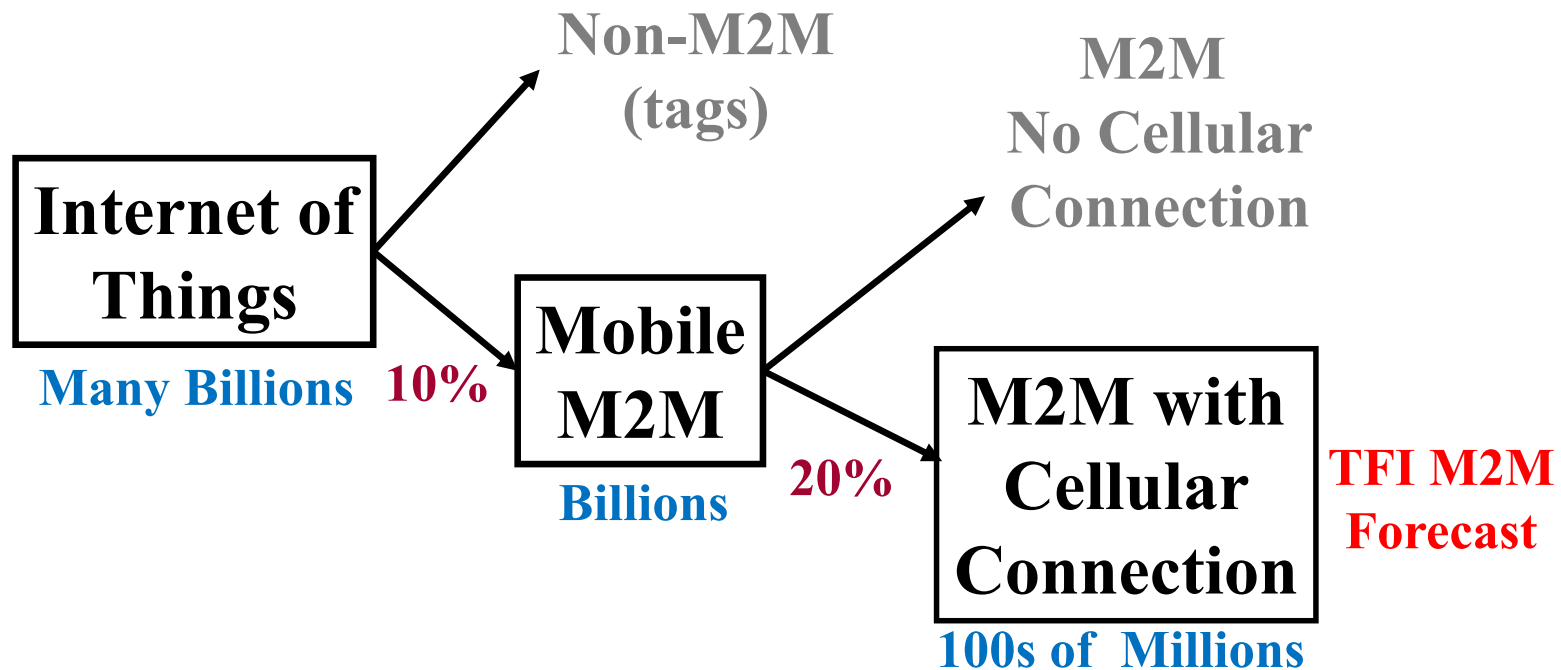 Non-M2M
(tags)
M2M
No Cellular
Connection
Internet of
Things
Many Billions
10%
Mobile
M2M
Billions
20%
M2M with
Cellular
Connection
100s of Millions
TFI M2M
Forecast